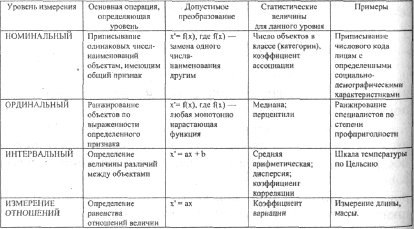 Уровень измерения
Основная операция,
определяющая
уровень
Допустимое
преобразование
Статистические
величины
для данного уровня
Примеры
НОМИНАЛЬНЫЙ
Приписывание
одинаковых чисел-
наименований
объектам, имеющим
общий признак
x'= f(x), где f(x) —
замена одного
числа-
наименования
другим
Число объектов в
классе (категории),
коэффициент
ассоциации
Приписывание
числового кода
лицам с
определенными
социально-
демографическими
характеристиками
ОРДИНАЛЬНЫЙ
Ранжирование
объектов по
выраженности
определенного
признака
x'= f(x), где f(x) —
любая монотонно
нарастающая
функция
Медиана;
перцентили
Ранжирование
специалистов по
степени
профпригодности
ИНТЕРВАЛЬНЫЙ
Определение
величины различий
между объектами
x' = ax + b
Средняя
арифметическая;
дисперсия;
коэффициент
корреляции
Шкала температуры
по Цельсию
ИЗМЕРЕНИЕ
ОТНОШЕНИЙ
Определение
равенства
отношений величин
x' = ax
Коэффициент
вариации
Измерение длины,
массы.